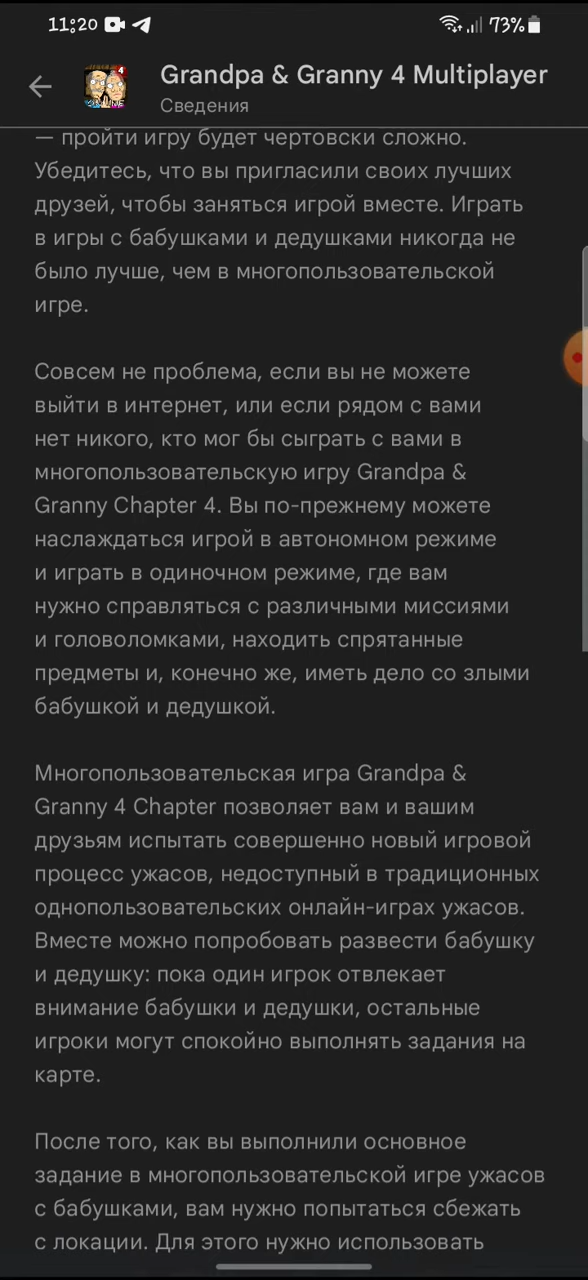 11:20
73%
Grandpa & Granny 4 Multiplayer
Сведения
— пройти игру будет чертовски сложно.
Убедитесь, что вы пригласили своих лучших
друзей, чтобы заняться игрой вместе. Играть
в игры с бабушками и дедушками никогда не
было лучше, чем в многопользовательской
игре.
Совсем не проблема, если вы не можете
выйти в интернет, или если рядом с вами
нет никого, кто мог бы сыграть с вами в
многопользовательскую игру Grandpa &
Granny Chapter 4. Вы по-прежнему можете
наслаждаться игрой в автономном режиме
и играть в одиночном режиме, где вам
нужно справляться с различными миссиями
и головоломками, находить спрятанные
предметы и, конечно же, иметь дело со злыми
бабушкой и дедушкой.
Многопользовательская игра Grandpa &
Granny 4 Chapter позволяет вам и вашим
друзьям испытать совершенно новый игровой
процесс ужасов, недоступный в традиционных
однопользовательских онлайн-играх ужасов.
Вместе можно попробовать развести бабушку
и дедушку: пока один игрок отвлекает
внимание бабушки и дедушки, остальные
игроки могут спокойно выполнять задания на
карте.
После того, как вы выполнили основное
задание в многопользовательской игре ужасов
с бабушками, вам нужно попытаться сбежать
с локации. Для этого нужно использовать